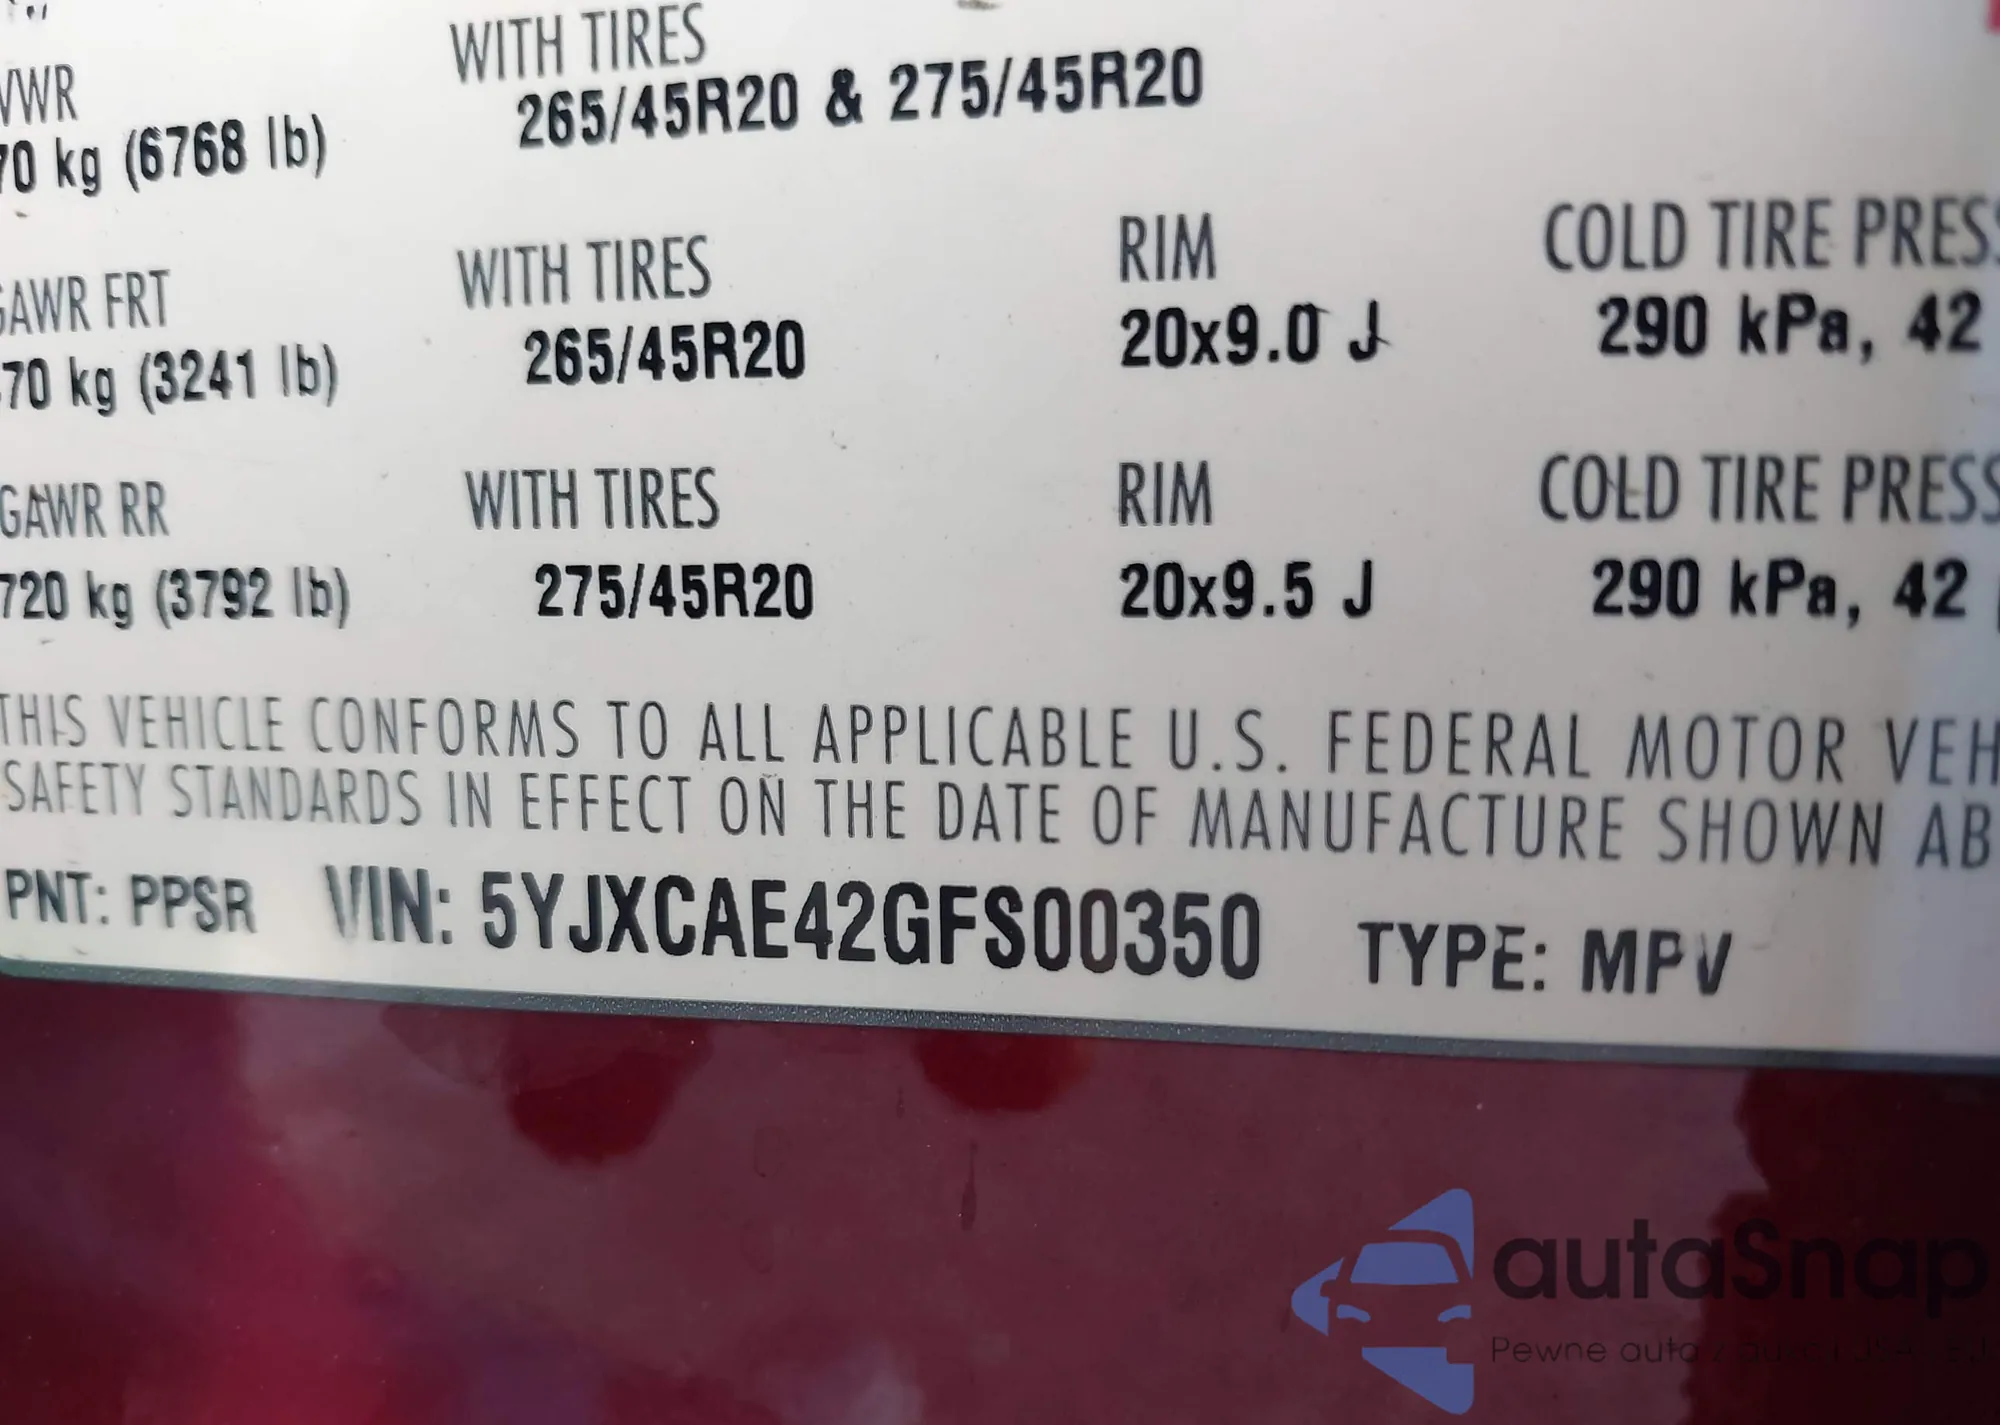 VWR WITH TIRES
70 kg (6768 lb) 265/45R20 & 275/45R20
GAWR FRT WITH TIRES RIM COLD TIRE PRESS
70 kg (3241 lb) 265/45R20 20x9.0 J 290 kPa, 42
GAWR RR WITH TIRES RIM COLD TIRE PRESS
720 kg (3792 lb) 275/45R20 20x9.5 J 290 kPa, 42
THIS VEHICLE CONFORMS TO ALL APPLICABLE U.S. FEDERAL MOTOR VEH
SAFETY STANDARDS IN EFFECT ON THE DATE OF MANUFACTURE SHOWN AB
PNT: PPSR VIN: 5YJXCAE42GFS00350 TYPE: MPV
autaSnap
Pewne auta z